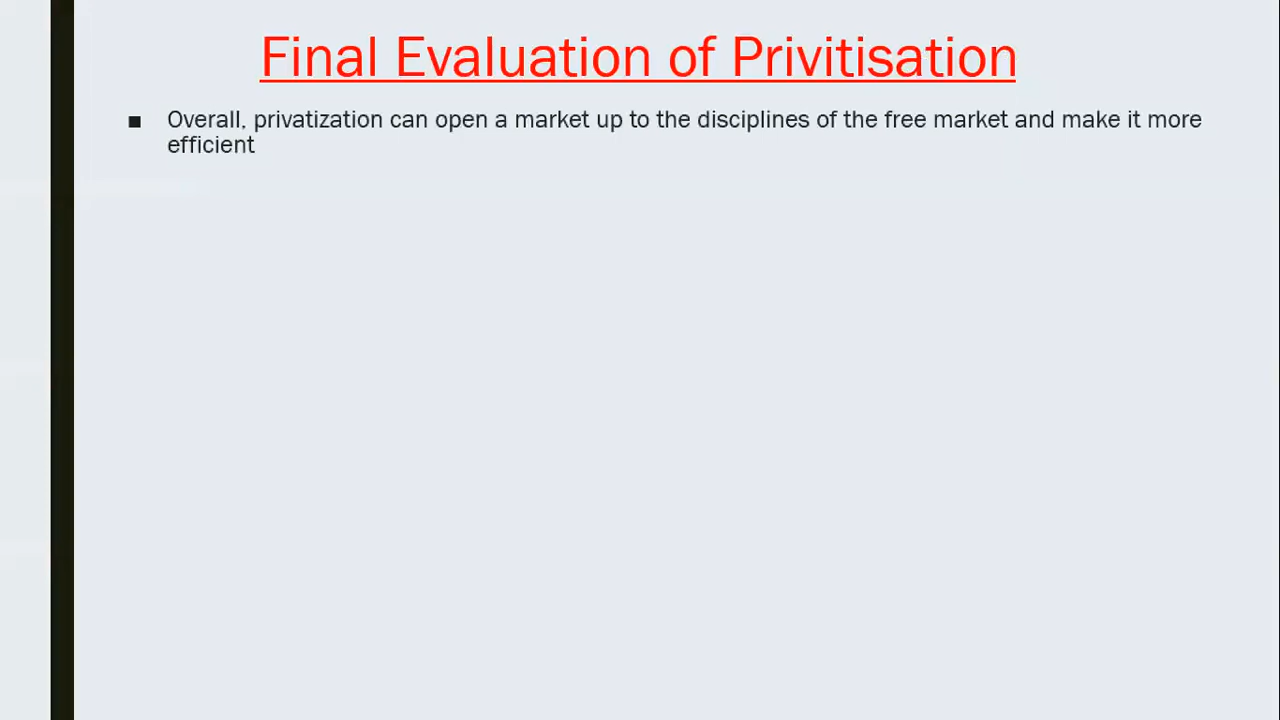 Final Evaluation of Privitisation
▪ Overall, privatization can open a market up to the disciplines of the free market and make it more
efficient